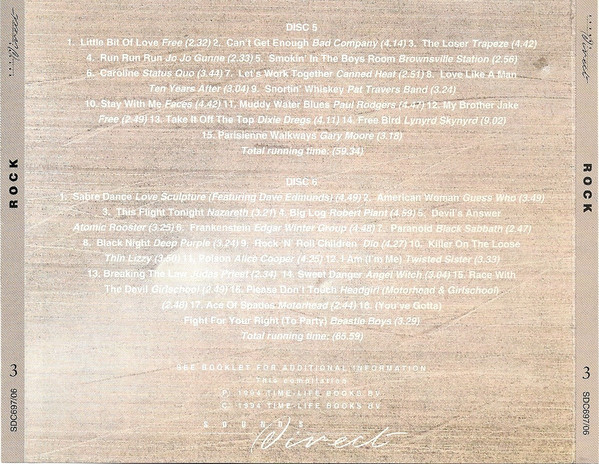 DISC 5
1. Little Bit Of Love Free (2.32) 2. Can't Get Enough Bad Company (4.14) 3. The Loser Trapeze (4.42)
4. Run Run Run Jo Jo Gunne (2.33) 5. Smokin' In The Boys Room Brownsville Station (2.56)
6. Caroline Status Quo (3.44) 7. Let's Work Together Canned Heat (2.51) 8. Love Like A Man
Ten Years After (3.04) 9. Snortin' Whiskey Pat Travers Band (3.24)
10. Stay With Me Faces (4.42) 11. Muddy Water Blues Paul Rodgers (4.47) 12. My Brother Jake
Free (2.49) 13. Take It Off The Top Dixie Dregs (4.11) 14. Free Bird Lynyrd Skynyrd (9.02)
15. Parisienne Walkways Gary Moore (3.18)
Total running time: (59.34)
DISC 6
1. Sabre Dance Love Sculpture (Featuring Dave Edmunds) (4.49) 2. American Woman Guess Who (3.49)
3. This Flight Tonight Nazareth (3.21) 4. Big Log Robert Plant (4.59) 5. Devil's Answer
Atomic Rooster (3.25) 6. Frankenstein Edgar Winter Group (4.48) 7. Paranoid Black Sabbath (2.47)
8. Black Night Deep Purple (3.24) 9. Rock 'N' Roll Children Dio (4.27) 10. Killer On The Loose
Thin Lizzy (3.50) 11. Poison Alice Cooper (4.25) 12. I Am (I'm Me) Twisted Sister (3.33)
13. Breaking The Law Judas Priest (2.34) 14. Sweet Danger Angel Witch (3.04) 15. Race With
The Devil Girlschool (2.48) 16. Please Don't Touch Headgirl (Motorhead & Girlschool)
(2.46) 17. Ace Of Spades Motorhead (2.44) 18. (You've Gotta)
Fight For Your Right (To Party) Beastie Boys (3.29)
Total running time: (65.59)
SEE BOOKLET FOR ADDITIONAL INFORMATION
This compilation
P. 1994 TIME LIFE BOOKS BV
C. 1994 TIME LIFE BOOKS BV
SOUNDS
Direct
Direct
ROCK
3
SDC697/06
Direct
ROCK
3
SDC697/06